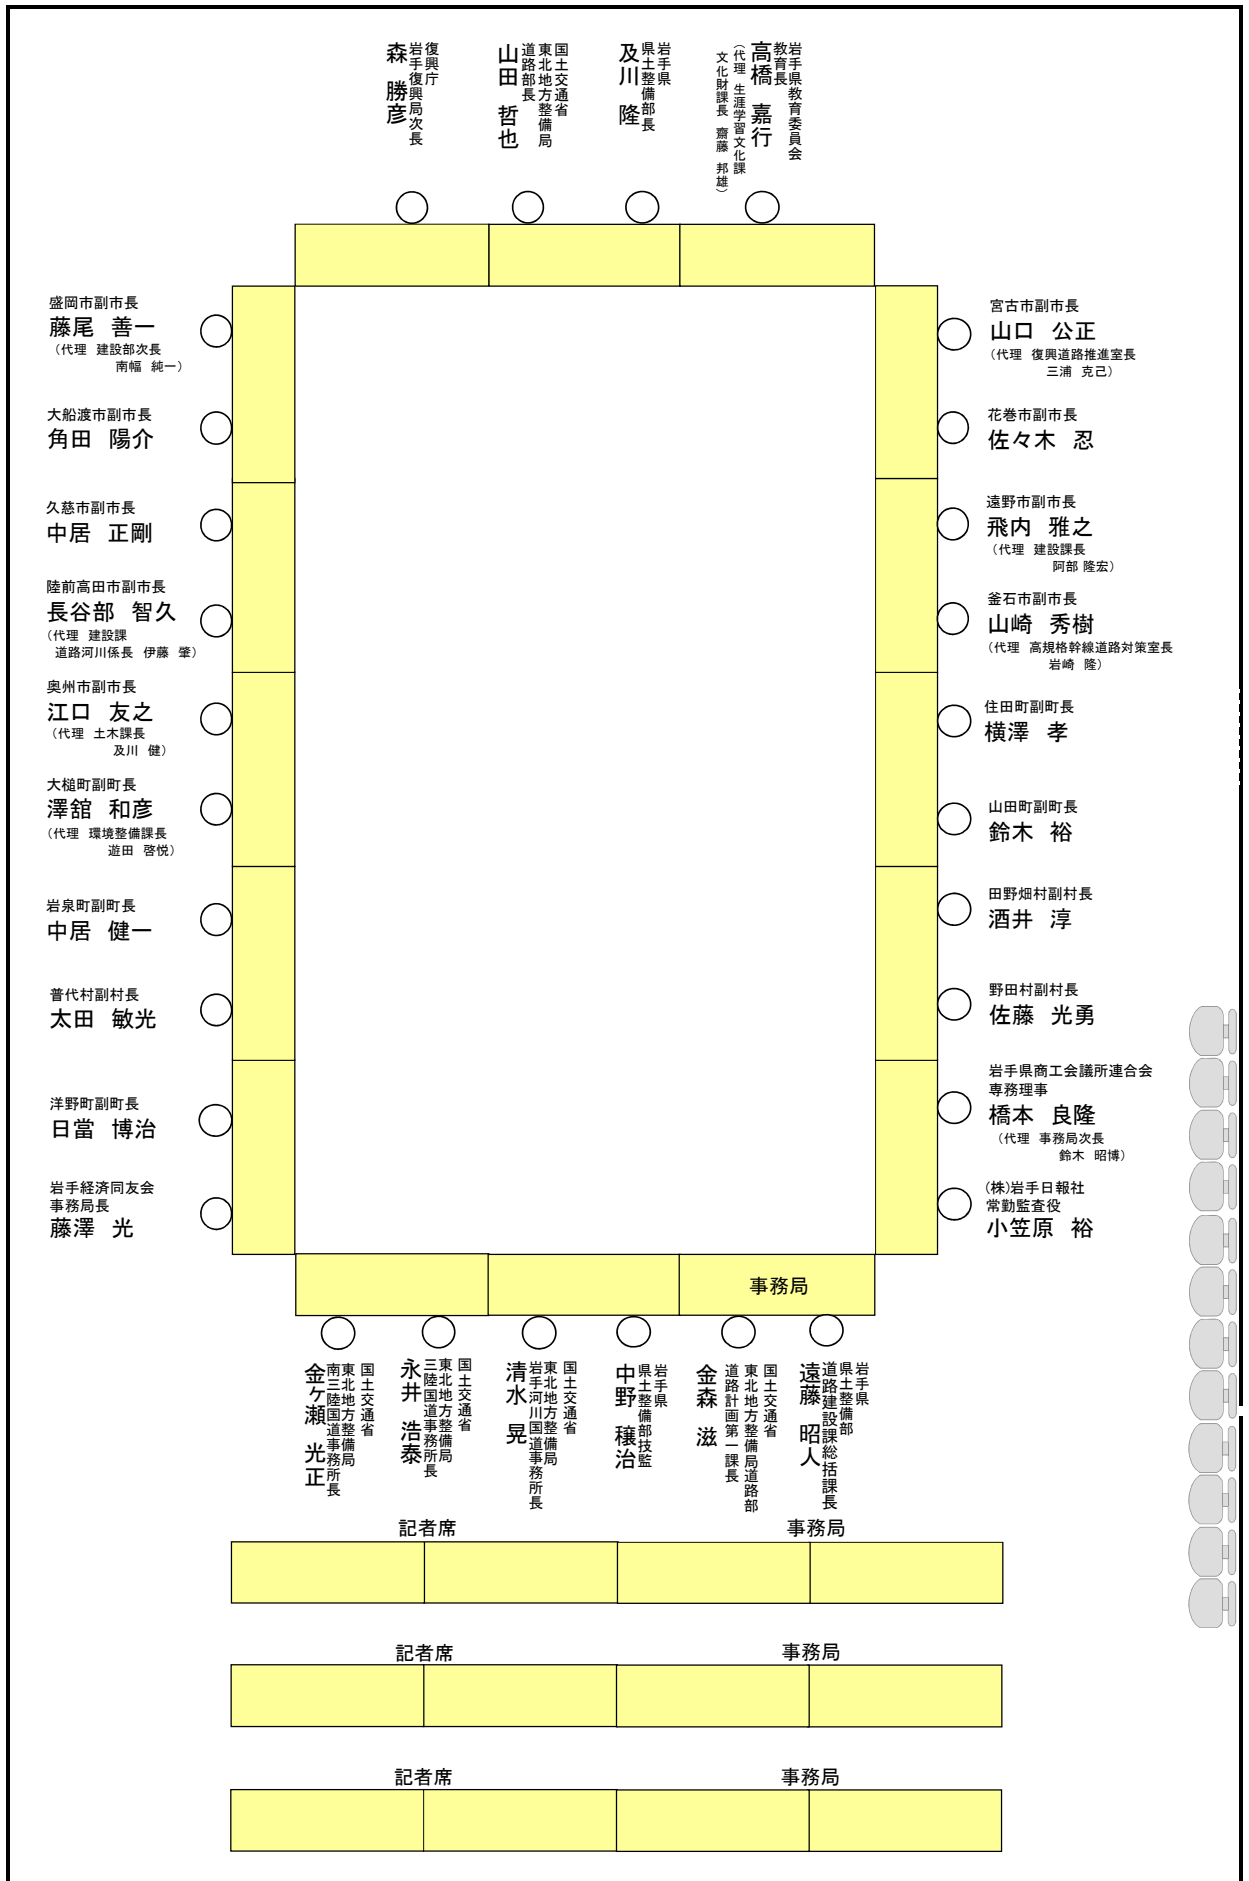 復興庁
岩手復興局次長
森 勝彦
国土交通省
東北地方整備局
道路部長
山田 哲也
岩手県
県土整備部長
及川 隆
岩手県教育委員会
教育長
高橋 嘉行
（代理 生涯学習文化課
文化財課長 齋藤 邦雄）
盛岡市副市長
藤尾 善一
（代理 建設部次長
南幅 純一）
大船渡市副市長
角田 陽介
久慈市副市長
中居 正剛
陸前高田市副市長
長谷部 智久
（代理 建設課
道路河川係長 伊藤 肇）
奥州市副市長
江口 友之
（代理 土木課長
及川 健）
大槌町副町長
澤舘 和彦
（代理 環境整備課長
遊田 啓悦）
岩泉町副町長
中居 健一
普代村副村長
太田 敏光
洋野町副町長
日當 博治
岩手経済同友会
事務局長
藤澤 光
宮古市副市長
山口 公正
（代理 復興道路推進室長
三浦 克己）
花巻市副市長
佐々木 忍
遠野市副市長
飛内 雅之
（代理 建設課長
阿部 隆宏）
釜石市副市長
山崎 秀樹
（代理 高規格幹線道路対策室長
岩崎 隆）
住田町副町長
横澤 孝
山田町副町長
鈴木 裕
田野畑村副村長
酒井 淳
野田村副村長
佐藤 光勇
岩手県商工会議所連合会
専務理事
橋本 良隆
（代理 事務局次長
鈴木 昭博）
(株)岩手日報社
常勤監査役
小笠原 裕
事務局
国土交通省
東北地方整備局
南三陸国道事務所長
金ヶ瀬 光正
国土交通省
東北地方整備局
三陸国道事務所長
永井 浩泰
国土交通省
東北地方整備局
岩手河川国道事務所長
清水 晃
岩手県
県土整備部技監
中野 穣治
国土交通省
東北地方整備局道路部
道路計画第一課長
金森 滋
岩手県
県土整備部
道路建設課総括課長
遠藤 昭人
記者席 事務局
記者席 事務局
記者席 事務局